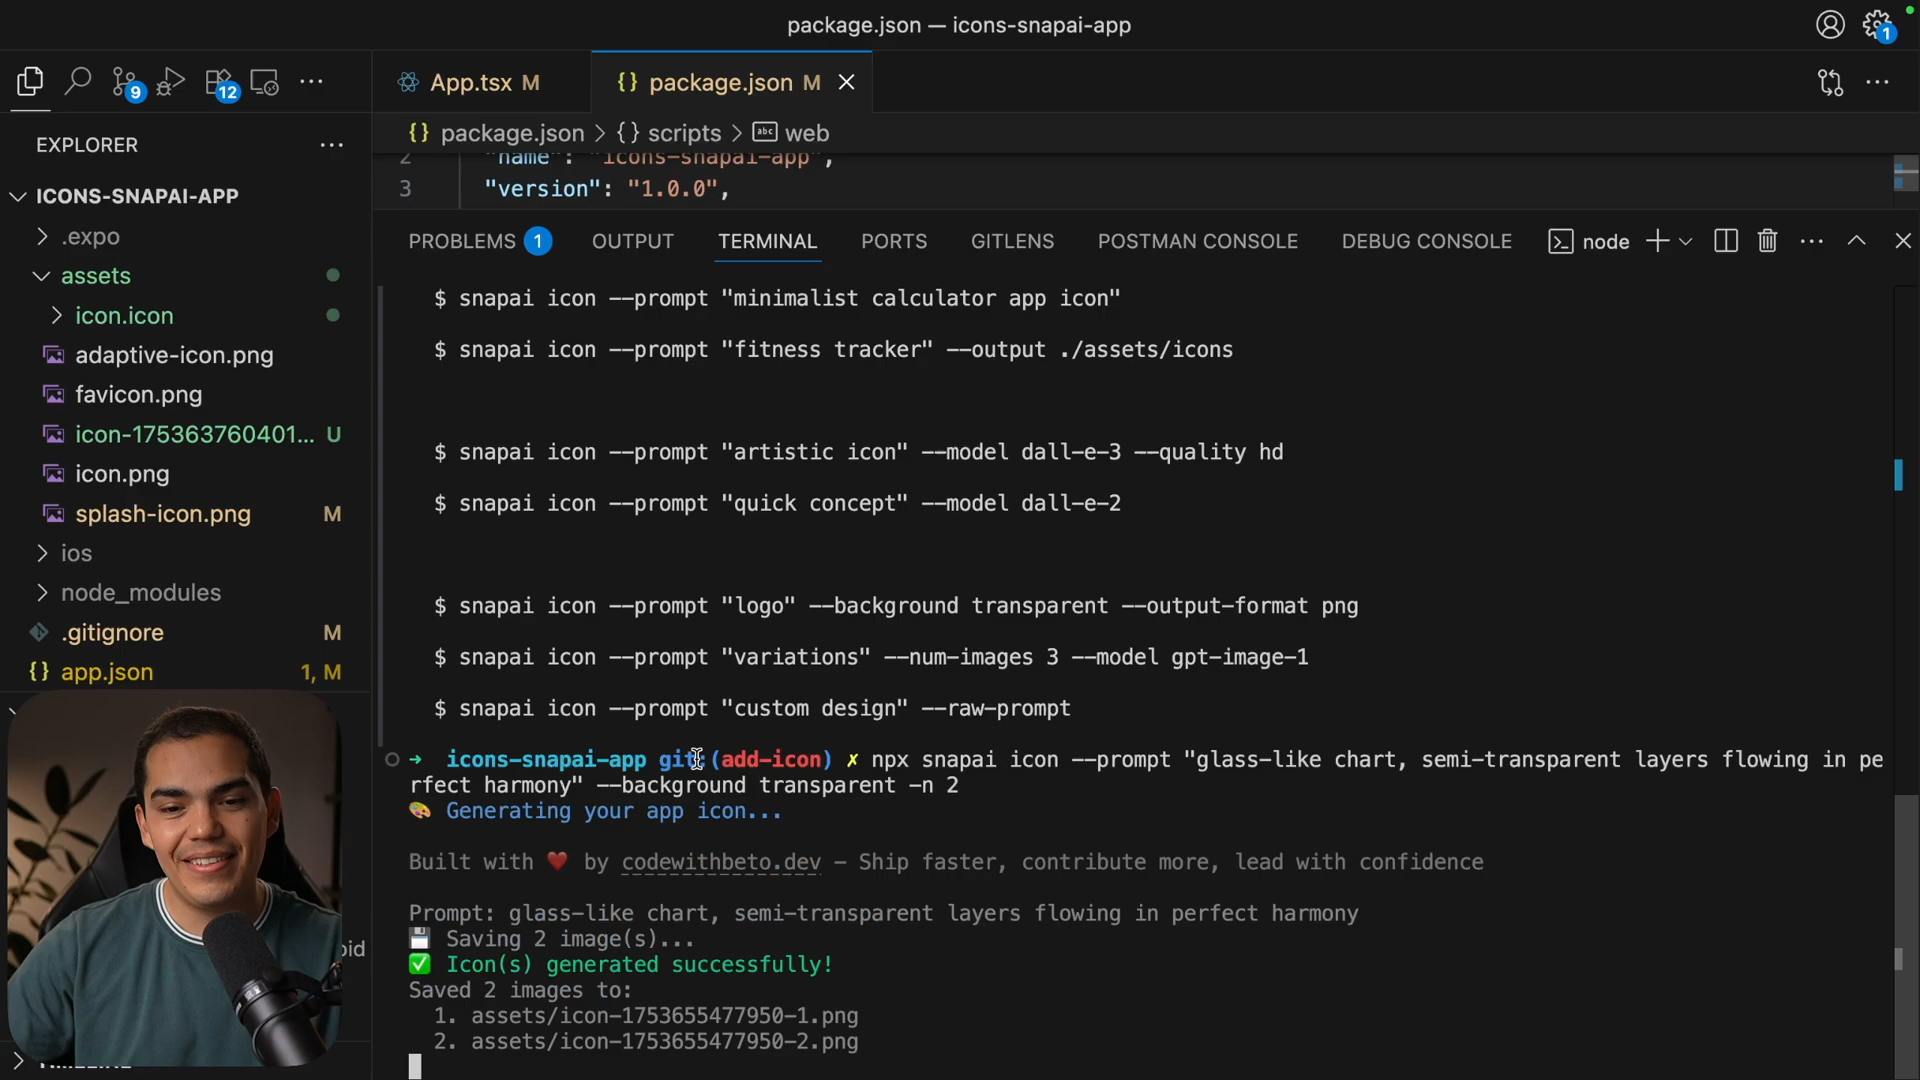 package.json — icons-snapai-app
1
9
12
App.tsx M
{} package.json M
EXPLORER
{} package.json > {} scripts > abc web
ICONS-SNAPAI-APP
2 "name": "icons-snapai-app",
3 "version": "1.0.0",
PROBLEMS 1 OUTPUT TERMINAL PORTS GITLENS POSTMAN CONSOLE DEBUG CONSOLE node
.expo
assets
icon.icon
adaptive-icon.png
favicon.png
icon-175363760401... U
icon.png
splash-icon.png M
ios
node_modules
.gitignore M
{} app.json 1, M
$ snapai icon --prompt "minimalist calculator app icon"
$ snapai icon --prompt "fitness tracker" --output ./assets/icons
$ snapai icon --prompt "artistic icon" --model dall-e-3 --quality hd
$ snapai icon --prompt "quick concept" --model dall-e-2
$ snapai icon --prompt "logo" --background transparent --output-format png
$ snapai icon --prompt "variations" --num-images 3 --model gpt-image-1
$ snapai icon --prompt "custom design" --raw-prompt
➜ icons-snapai-app git:(add-icon) ✗ npx snapai icon --prompt "glass-like chart, semi-transparent layers flowing in pe
rfect harmony" --background transparent -n 2
🎨 Generating your app icon...
Built with ❤️ by codewithbeto.dev — Ship faster, contribute more, lead with confidence
Prompt: glass-like chart, semi-transparent layers flowing in perfect harmony
💾 Saving 2 image(s)...
✅ Icon(s) generated successfully!
Saved 2 images to:
1. assets/icon-1753655477950-1.png
2. assets/icon-1753655477950-2.png